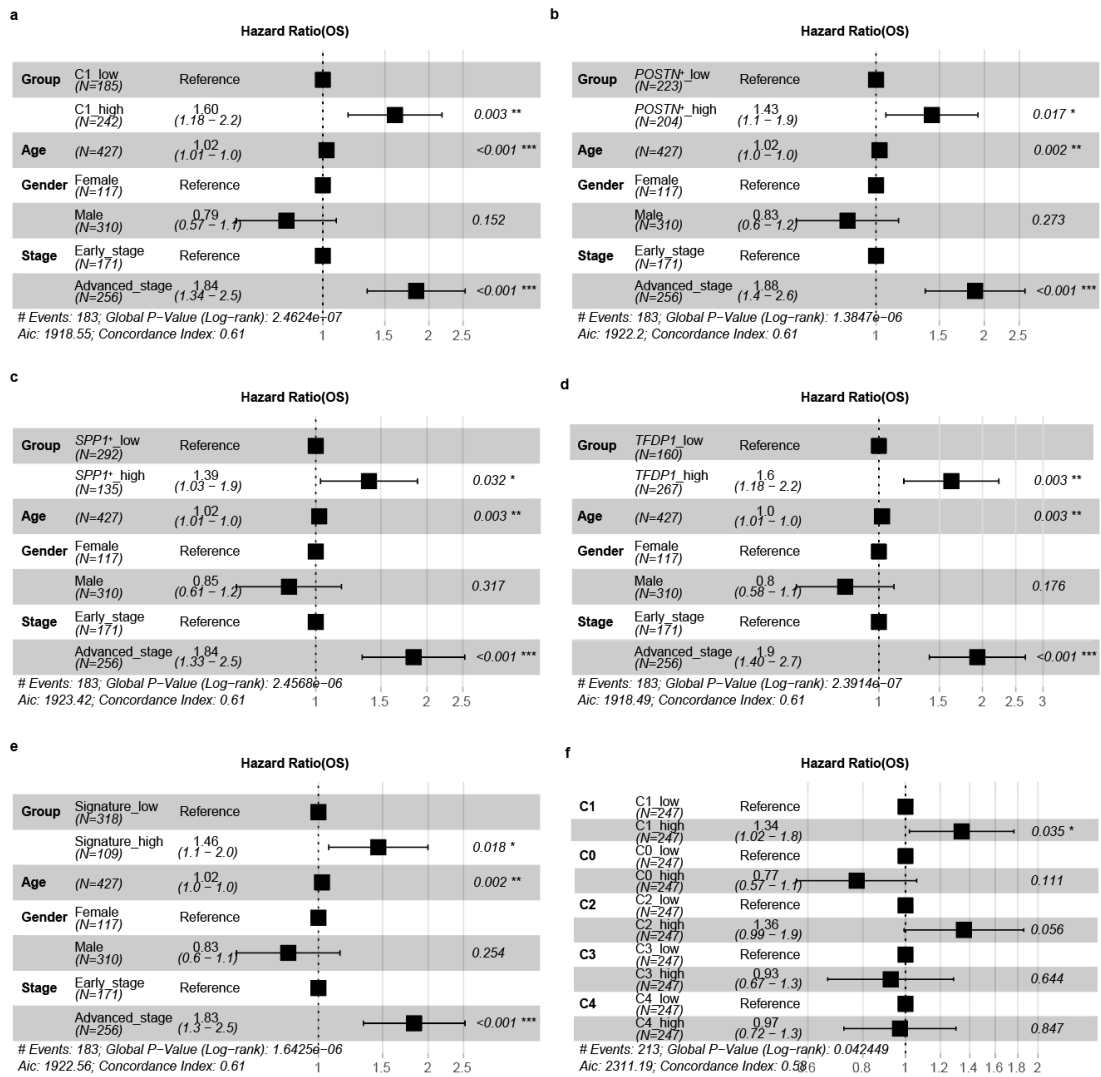 a
Hazard Ratio(OS)
Group C1_low Reference
(N=185)
C1_high 1.60 0.003 **
(N=242) (1.18 − 2.2)
Age (N=427) 1.02 <0.001 ***
(1.01 − 1.0)
Gender Female Reference
(N=117)
Male 0.79 0.152
(N=310) (0.57 − 1.1)
Stage Early_stage Reference
(N=171)
Advanced_stage 1.84 <0.001 ***
(N=256) (1.34 − 2.5)
# Events: 183; Global P−Value (Log−rank): 2.4624e−07
Aic: 1918.55; Concordance Index: 0.61
1 1.5 2 2.5
b
Hazard Ratio(OS)
Group POSTN+_low Reference
(N=223)
POSTN+_high 1.43 0.017 *
(N=204) (1.1 − 1.9)
Age (N=427) 1.02 0.002 **
(1.0 − 1.0)
Gender Female Reference
(N=117)
Male 0.83 0.273
(N=310) (0.6 − 1.2)
Stage Early_stage Reference
(N=171)
Advanced_stage 1.88 <0.001 ***
(N=256) (1.4 − 2.6)
# Events: 183; Global P−Value (Log−rank): 1.3847e−06
Aic: 1922.2; Concordance Index: 0.61
1 1.5 2 2.5
c
Hazard Ratio(OS)
Group SPP1+_low Reference
(N=292)
SPP1+_high 1.39 0.032 *
(N=135) (1.03 − 1.9)
Age (N=427) 1.02 0.003 **
(1.01 − 1.0)
Gender Female Reference
(N=117)
Male 0.85 0.317
(N=310) (0.61 − 1.2)
Stage Early_stage Reference
(N=171)
Advanced_stage 1.84 <0.001 ***
(N=256) (1.33 − 2.5)
# Events: 183; Global P−Value (Log−rank): 2.4568e−06
Aic: 1923.42; Concordance Index: 0.61
1 1.5 2 2.5
d
Hazard Ratio(OS)
Group TFDP1_low Reference
(N=160)
TFDP1_high 1.6 0.003 **
(N=267) (1.18 − 2.2)
Age (N=427) 1.0 0.003 **
(1.01 − 1.0)
Gender Female Reference
(N=117)
Male 0.8 0.176
(N=310) (0.58 − 1.1)
Stage Early_stage Reference
(N=171)
Advanced_stage 1.9 <0.001 ***
(N=256) (1.40 − 2.7)
# Events: 183; Global P−Value (Log−rank): 2.3914e−07
Aic: 1918.49; Concordance Index: 0.61
1 1.5 2 2.5 3
e
Hazard Ratio(OS)
Group Signature_low Reference
(N=318)
Signature_high 1.46 0.018 *
(N=109) (1.1 − 2.0)
Age (N=427) 1.02 0.002 **
(1.0 − 1.0)
Gender Female Reference
(N=117)
Male 0.83 0.254
(N=310) (0.6 − 1.1)
Stage Early_stage Reference
(N=171)
Advanced_stage 1.83 <0.001 ***
(N=256) (1.3 − 2.5)
# Events: 183; Global P−Value (Log−rank): 1.6425e−06
Aic: 1922.56; Concordance Index: 0.61
1 1.5 2 2.5
f
Hazard Ratio(OS)
C1 C1_low Reference
(N=247)
C1_high 1.34 0.035 *
(N=247) (1.02 − 1.8)
C0 C0_low Reference
(N=247)
C0_high 0.77 0.111
(N=247) (0.57 − 1.1)
C2 C2_low Reference
(N=247)
C2_high 1.36 0.056
(N=247) (0.99 − 1.9)
C3 C3_low Reference
(N=247)
C3_high 0.93 0.644
(N=247) (0.67 − 1.3)
C4 C4_low Reference
(N=247)
C4_high 0.97 0.847
(N=247) (0.72 − 1.3)
# Events: 213; Global P−Value (Log−rank): 0.042449
Aic: 2311.19; Concordance Index: 0.58
0.6 0.8 1 1.2 1.4 1.6 1.8 2